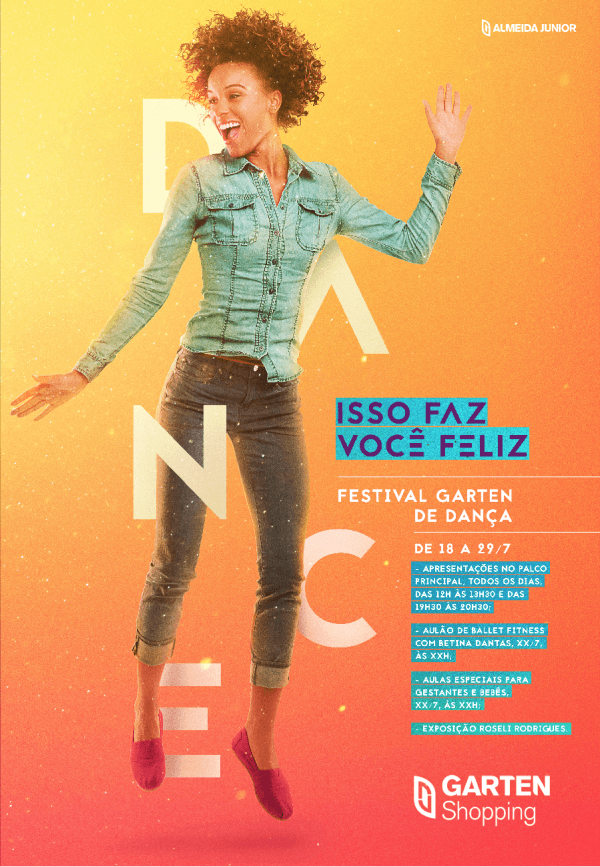 ALMEIDA JUNIOR
D
A
N
C
E
ISSO FAZ
VOCÊ FELIZ
FESTIVAL GARTEN
DE DANÇA
DE 18 A 29/7
- APRESENTAÇÕES NO PALCO
PRINCIPAL, TODOS OS DIAS,
DAS 12H ÀS 13H30 E DAS
19H30 ÀS 20H30;
- AULÃO DE BALLET FITNESS
COM BETINA DANTAS, XX/7,
ÀS XXH;
- AULAS ESPECIAIS PARA
GESTANTES E BEBÊS,
XX/7, ÀS XXH;
- EXPOSIÇÃO ROSELI RODRIGUES.
GARTEN
Shopping